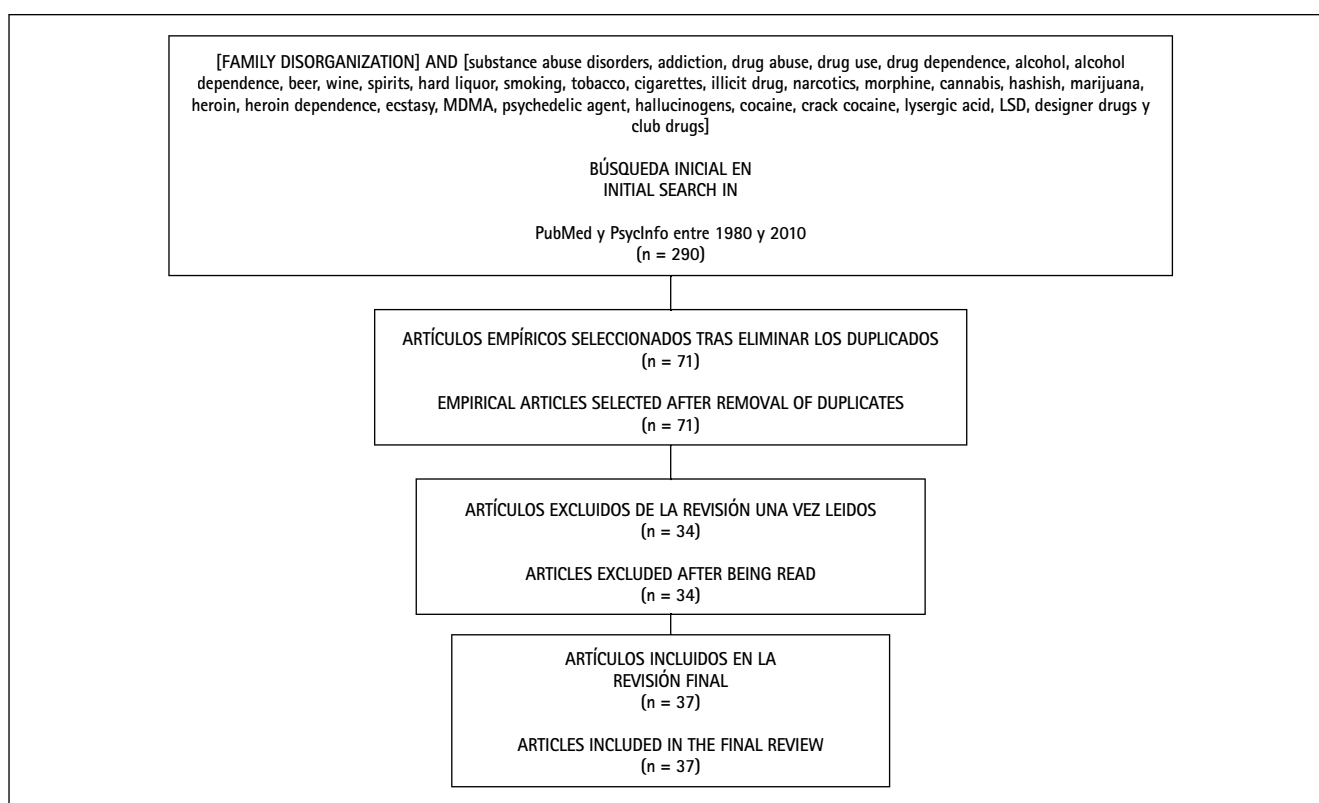 [FAMILY DISORGANIZATION] AND [substance abuse disorders, addiction, drug abuse, drug use, drug dependence, alcohol, alcohol
dependence, beer, wine, spirits, hard liquor, smoking, tobacco, cigarettes, illicit drug, narcotics, morphine, cannabis, hashish, marijuana,
heroin, heroin dependence, ecstasy, MDMA, psychedelic agent, hallucinogens, cocaine, crack cocaine, lysergic acid, LSD, designer drugs y
club drugs]
BÚSQUEDA INICIAL EN
INITIAL SEARCH IN
PubMed y PsycInfo entre 1980 y 2010
(n = 290)
ARTÍCULOS EMPÍRICOS SELECCIONADOS TRAS ELIMINAR LOS DUPLICADOS
(n = 71)
EMPIRICAL ARTICLES SELECTED AFTER REMOVAL OF DUPLICATES
(n = 71)
ARTÍCULOS EXCLUIDOS DE LA REVISIÓN UNA VEZ LEIDOS
(n = 34)
ARTICLES EXCLUDED AFTER BEING READ
(n = 34)
ARTÍCULOS INCLUIDOS EN LA
REVISIÓN FINAL
(n = 37)
ARTICLES INCLUDED IN THE FINAL REVIEW
(n = 37)